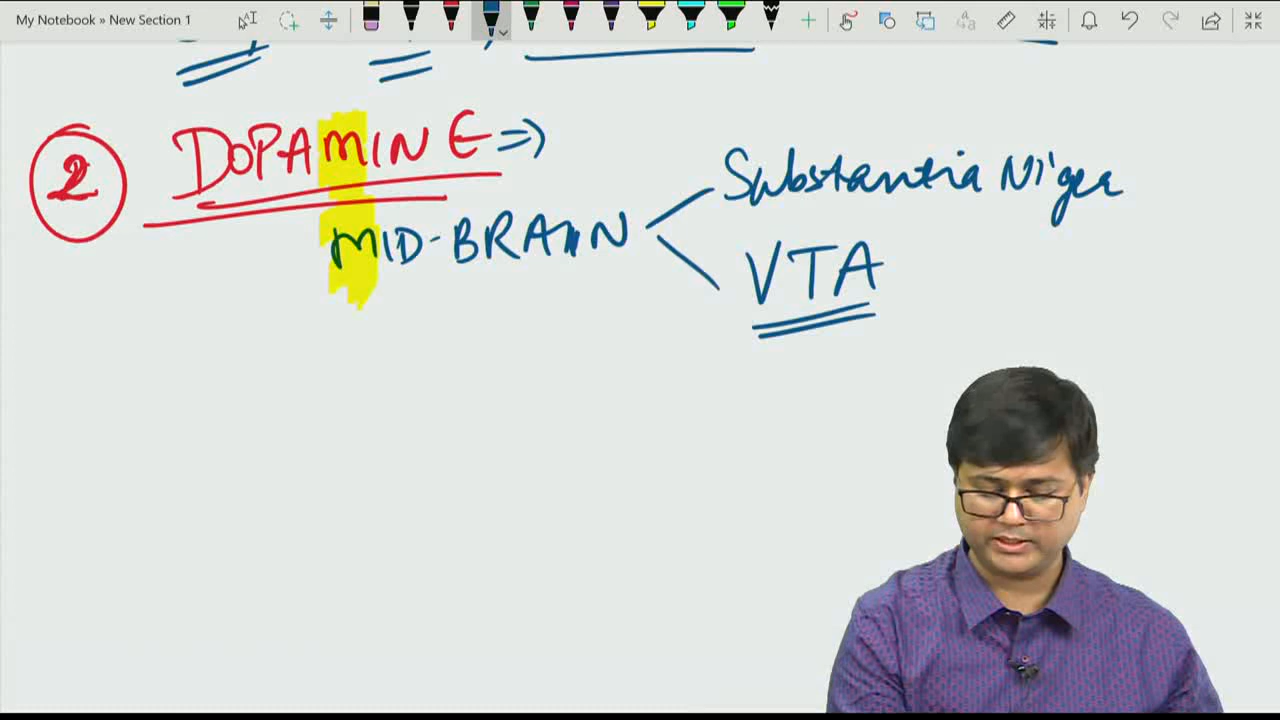 My Notebook » New Section 1
2 DOPAMINE ⇒
MID-BRAIN
Substantia Nigra
VTA